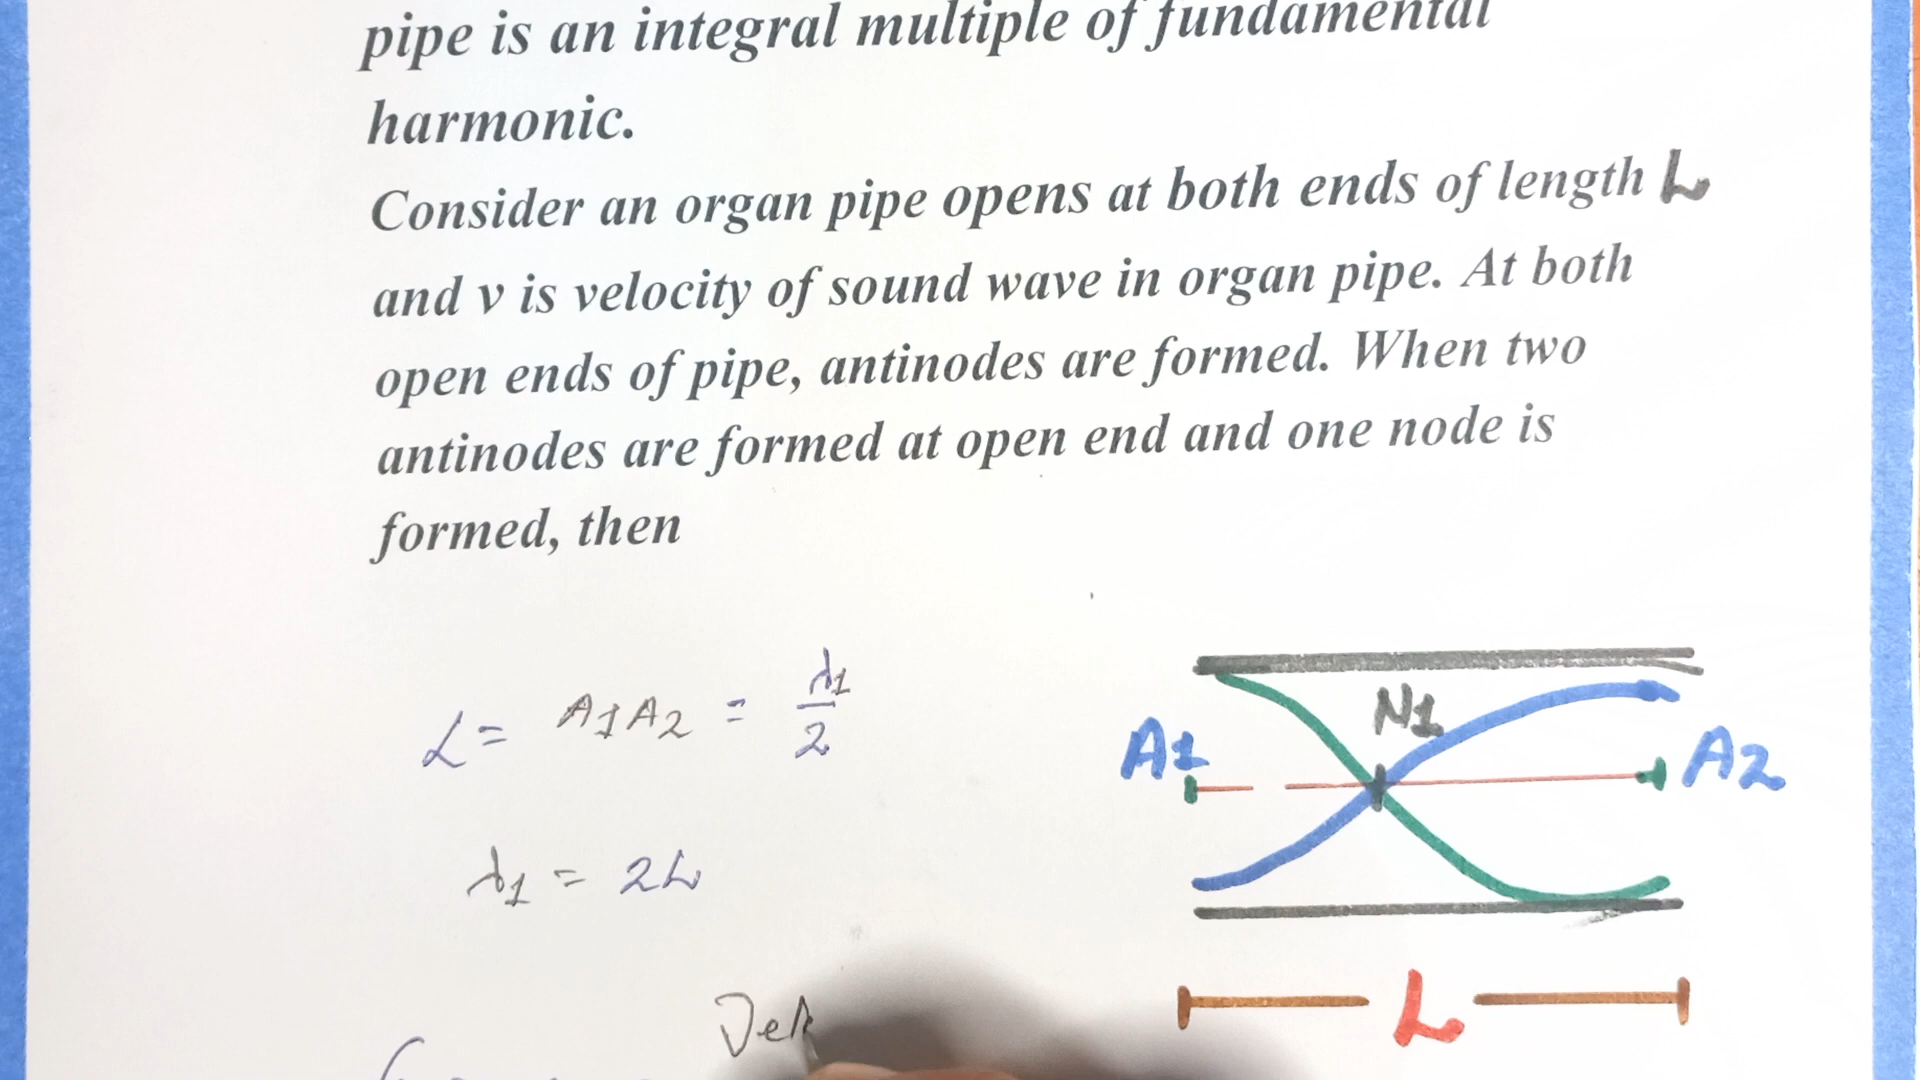 pipe is an integral multiple of fundamental
harmonic.
Consider an organ pipe opens at both ends of length L
and v is velocity of sound wave in organ pipe. At both
open ends of pipe, antinodes are formed. When two
antinodes are formed at open end and one node is
formed, then
L = A1A2 = λ1/2
λ1 = 2L
N1
A1
A2
L